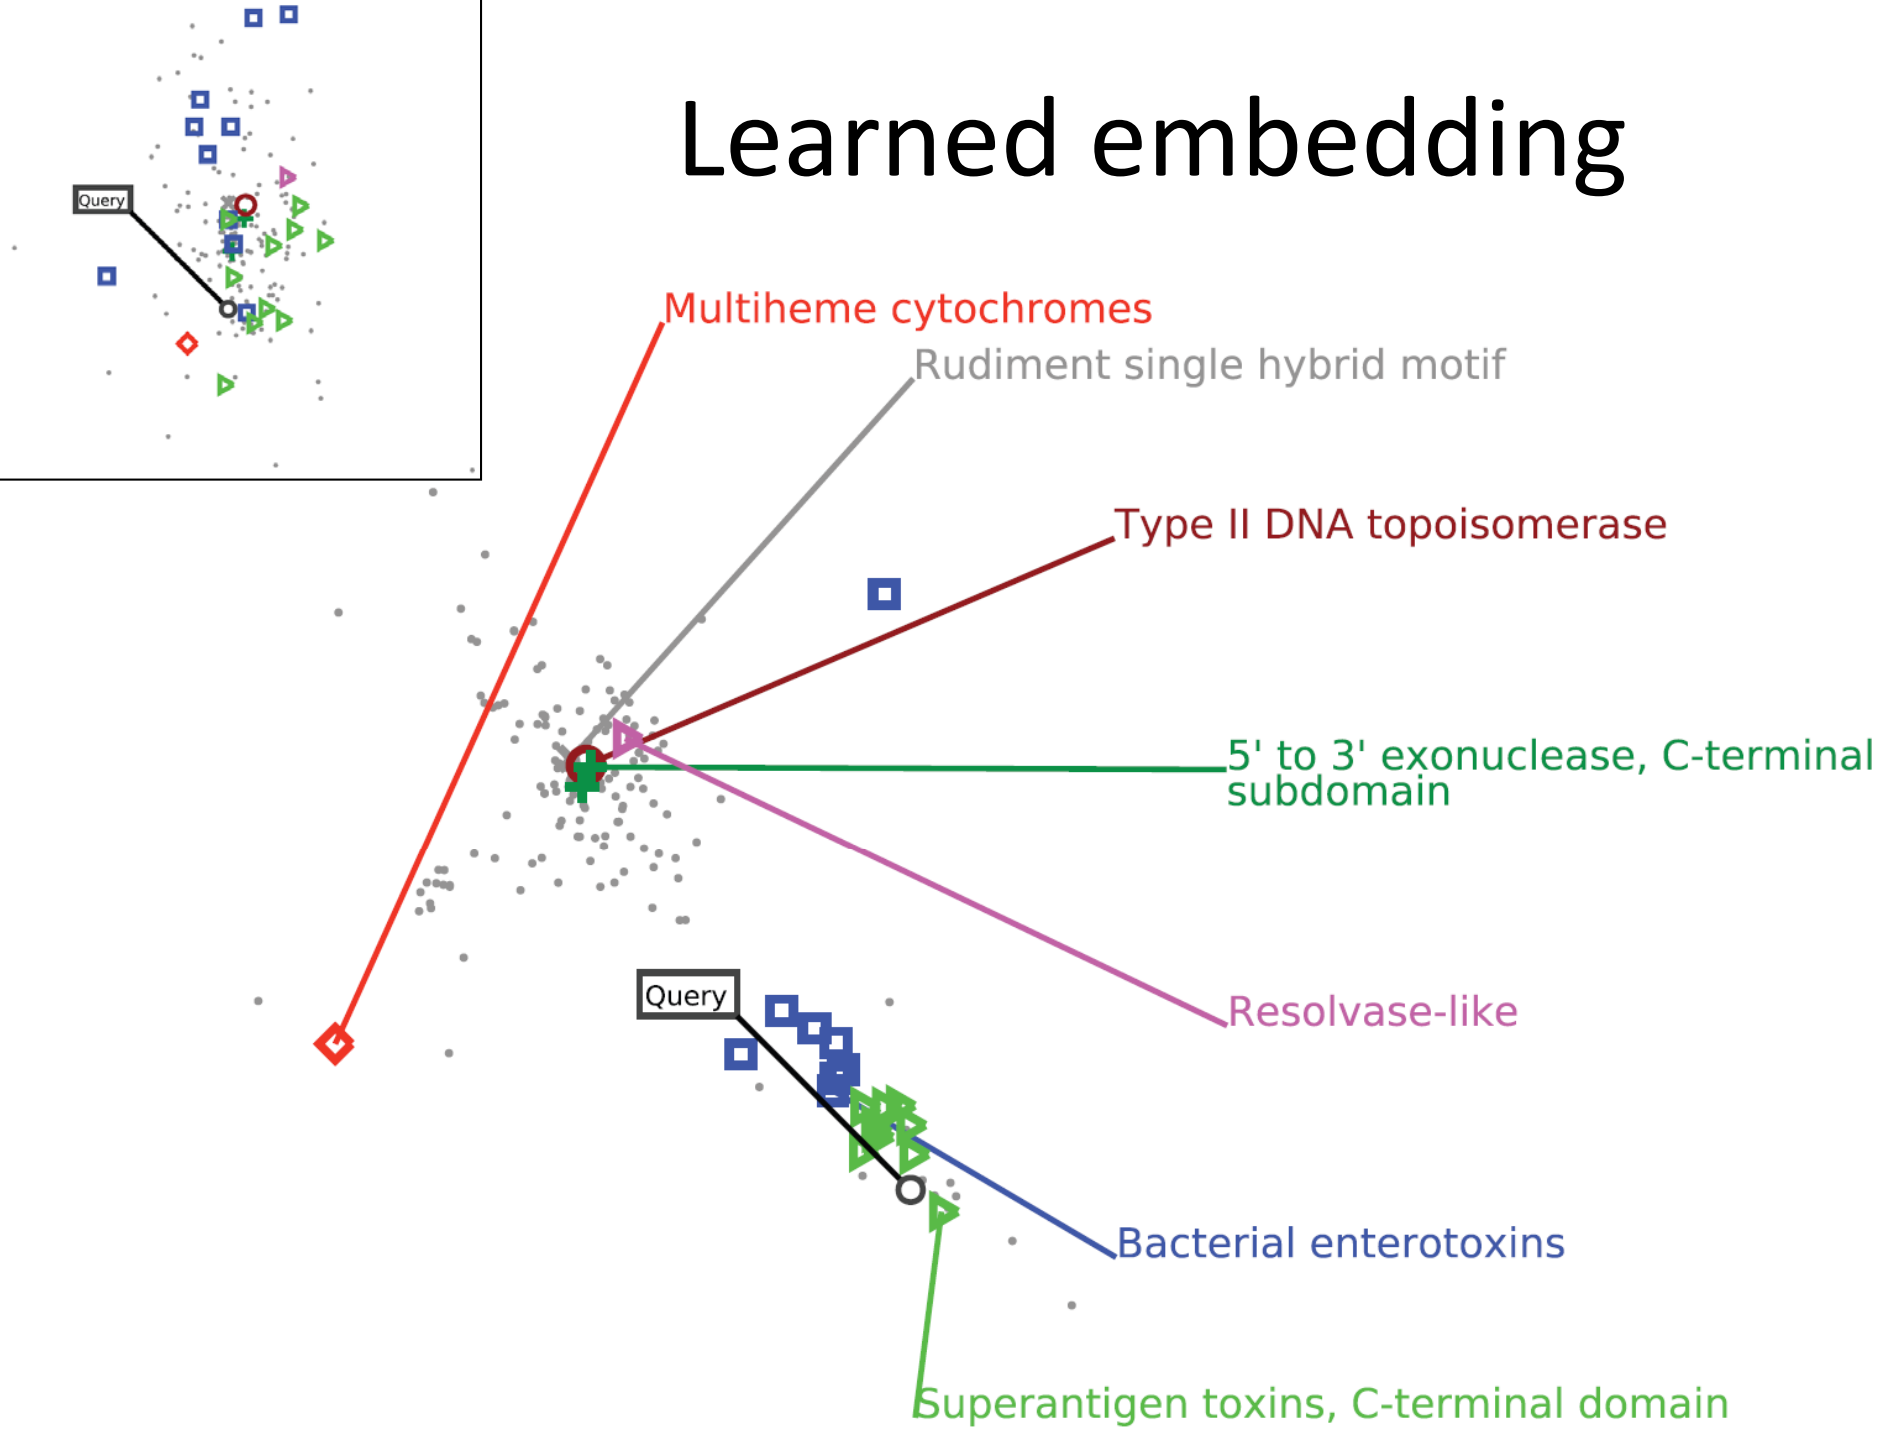 Learned embedding
Query
Multiheme cytochromes
Rudiment single hybrid motif
Type II DNA topoisomerase
5' to 3' exonuclease, C-terminal
subdomain
Query
Resolvase-like
Bacterial enterotoxins
Superantigen toxins, C-terminal domain